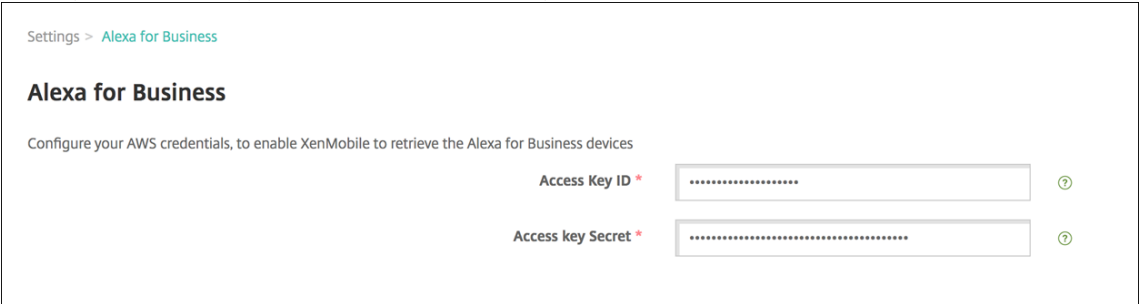 Settings > Alexa for Business
Alexa for Business
Configure your AWS credentials, to enable XenMobile to retrieve the Alexa for Business devices
Access Key ID * •••••••••••••••••••• ?
Access key Secret * •••••••••••••••••••••••••••••••••••••••• ?